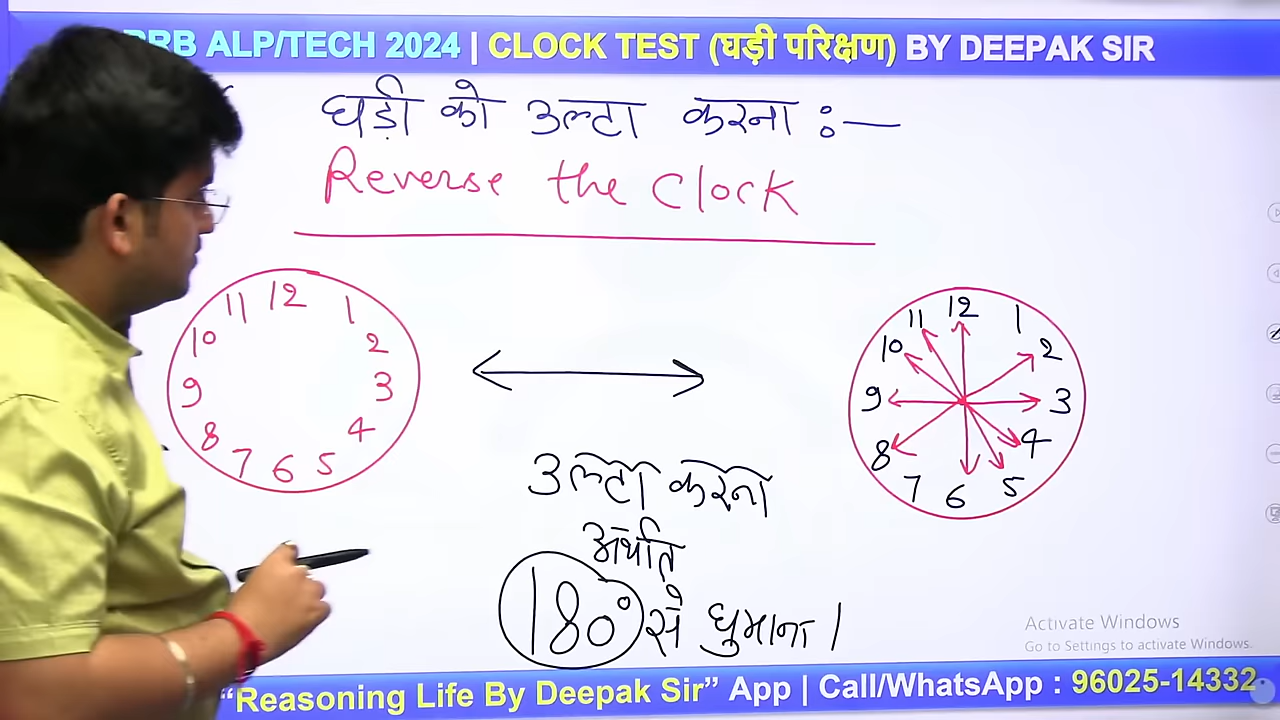 RRB ALP/TECH 2024 | CLOCK TEST (घड़ी परिक्षण) BY DEEPAK SIR
घड़ी को उल्टा करना :—
Reverse the Clock
11 12 1
10 2
9 3
8 4
7 6 5
11 12 1
10 2
9 3
8 4
7 6 5
उल्टा करना
अर्थात
180° से घुमाना।
Activate Windows
Go to Settings to activate Windows.
“Reasoning Life By Deepak Sir” App | Call/WhatsApp : 96025-14332